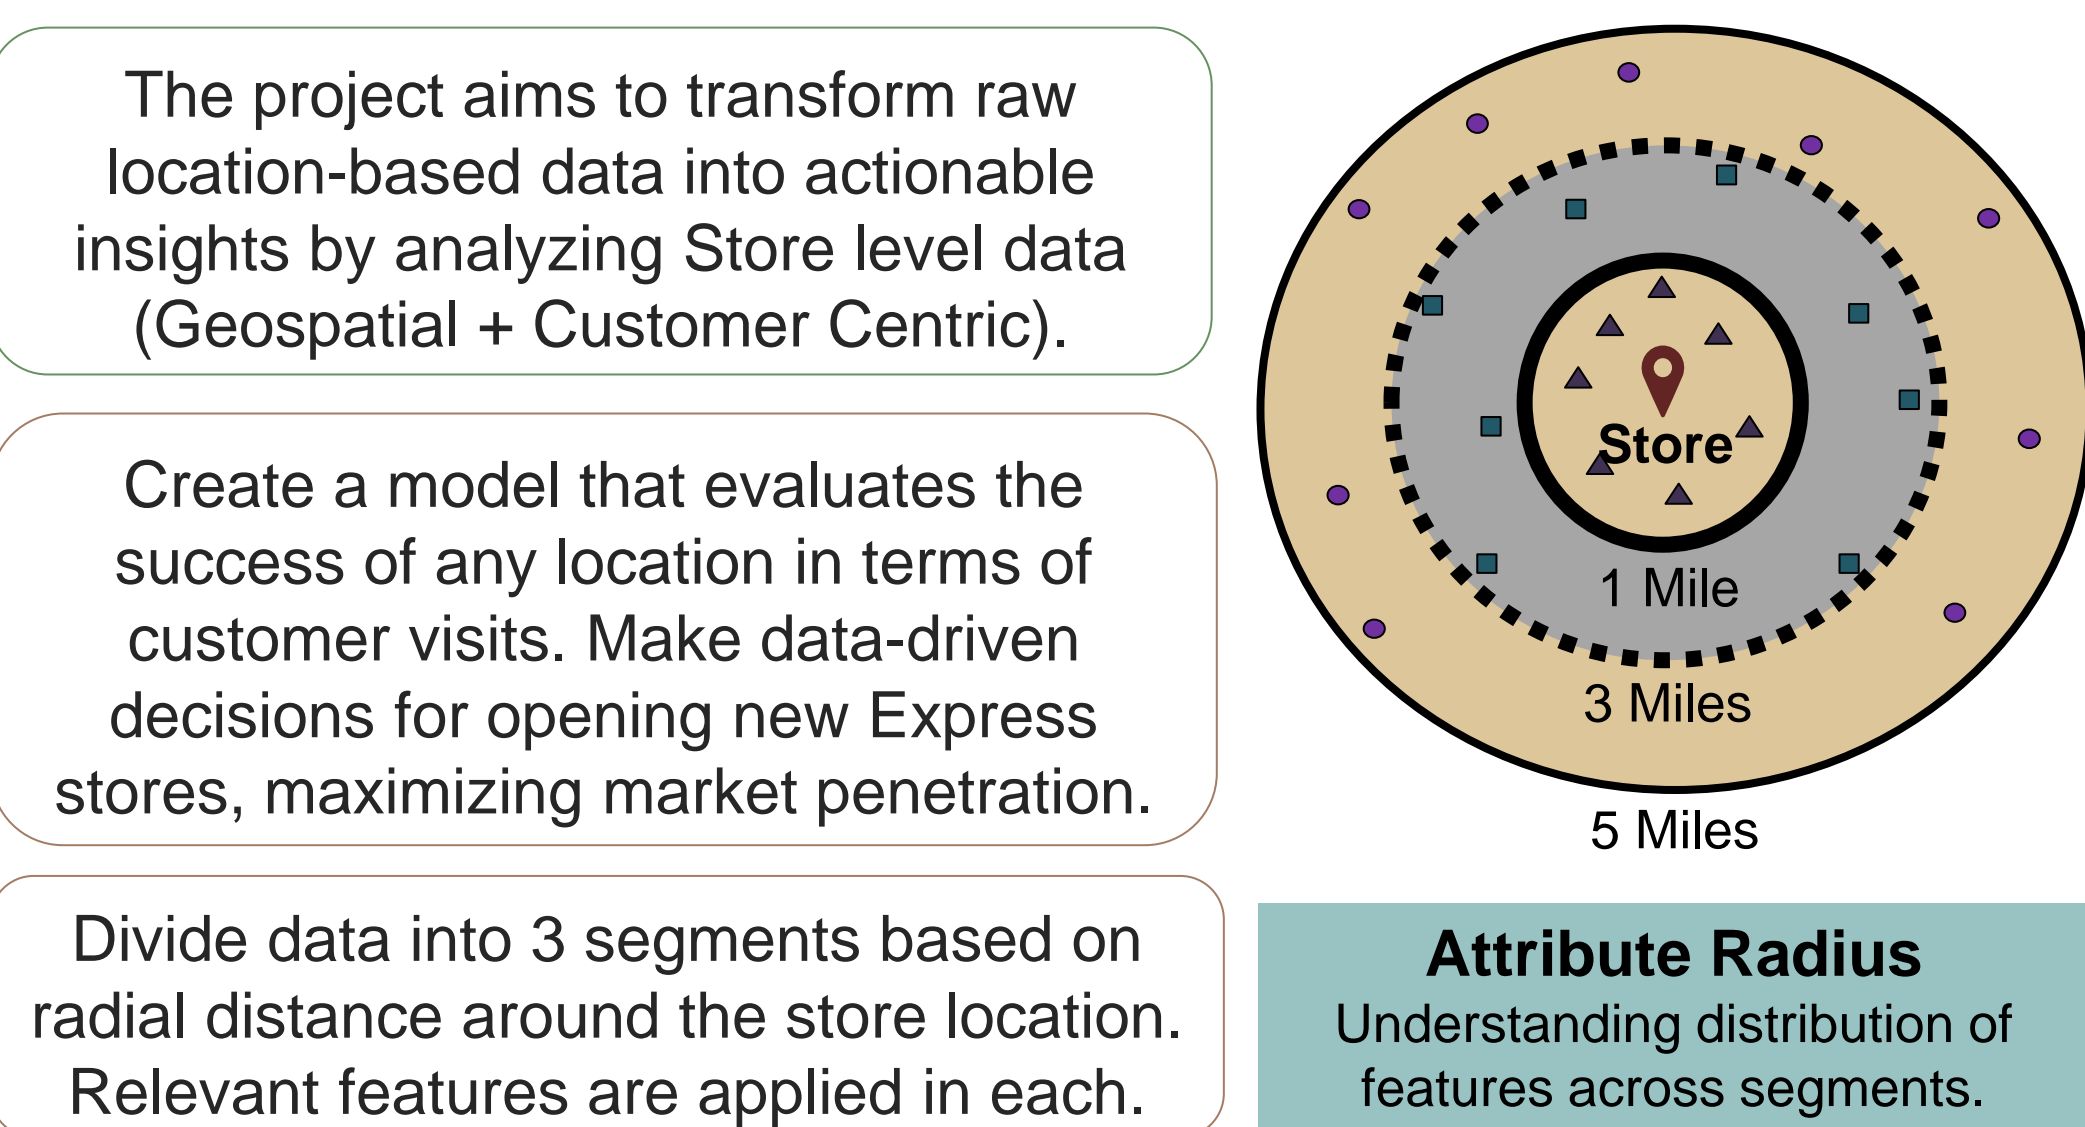 The project aims to transform raw
location-based data into actionable
insights by analyzing Store level data
(Geospatial + Customer Centric).
Create a model that evaluates the
success of any location in terms of
customer visits. Make data-driven
decisions for opening new Express
stores, maximizing market penetration.
Divide data into 3 segments based on
radial distance around the store location.
Relevant features are applied in each.
Store
1 Mile
3 Miles
5 Miles
Attribute Radius
Understanding distribution of
features across segments.